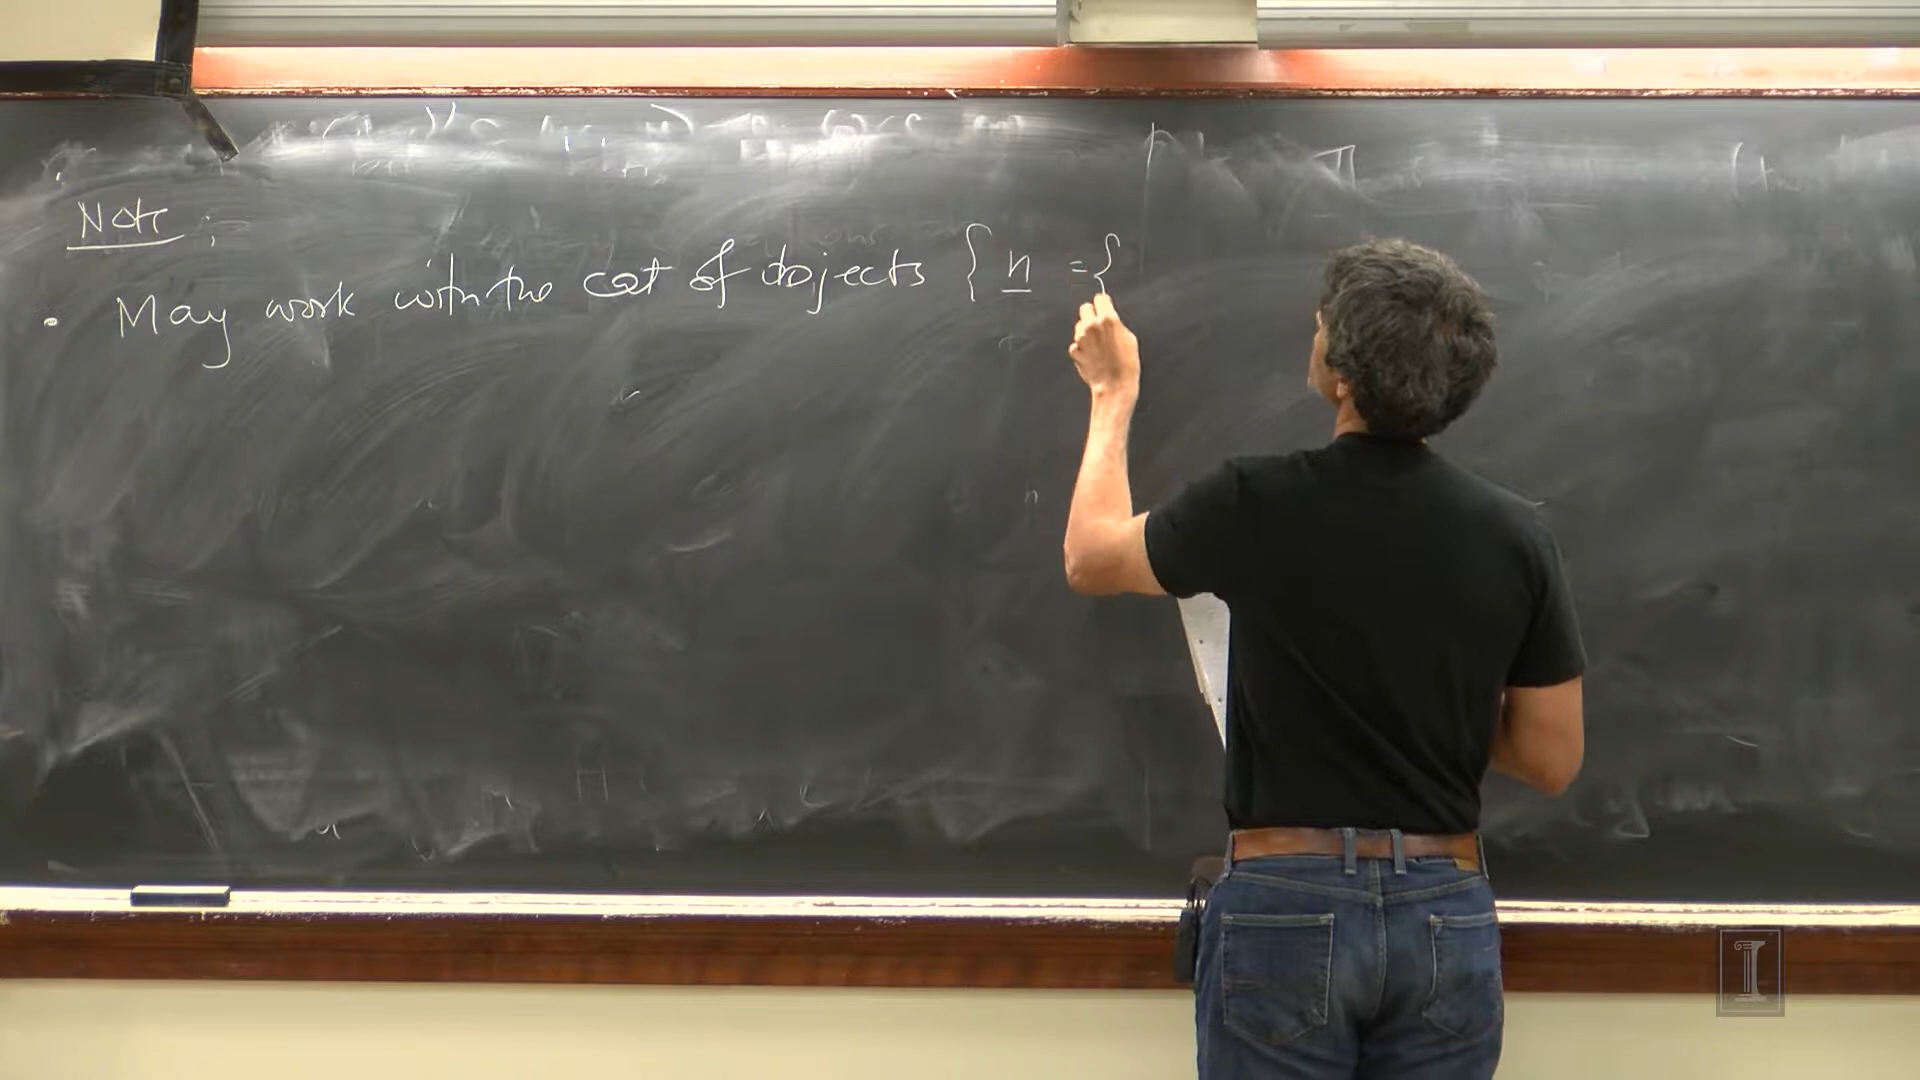 Note:
• May work with the cat of objects { n = {